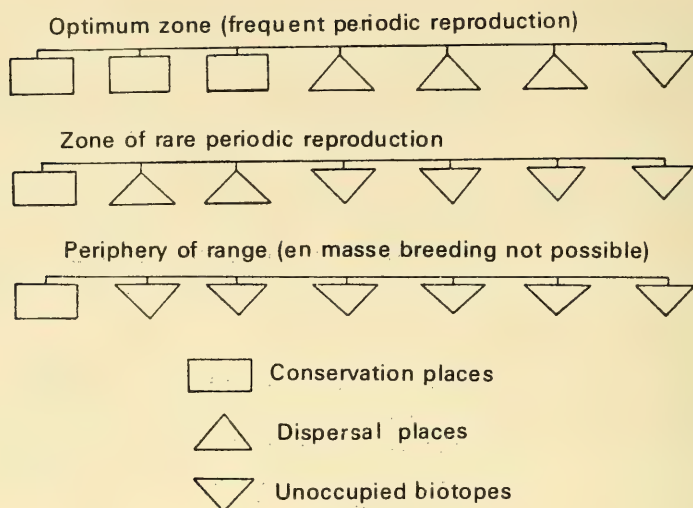 Optimum zone (frequent periodic reproduction)
Zone of rare periodic reproduction
Periphery of range (en masse breeding not possible)
Conservation places
Dispersal places
Unoccupied biotopes